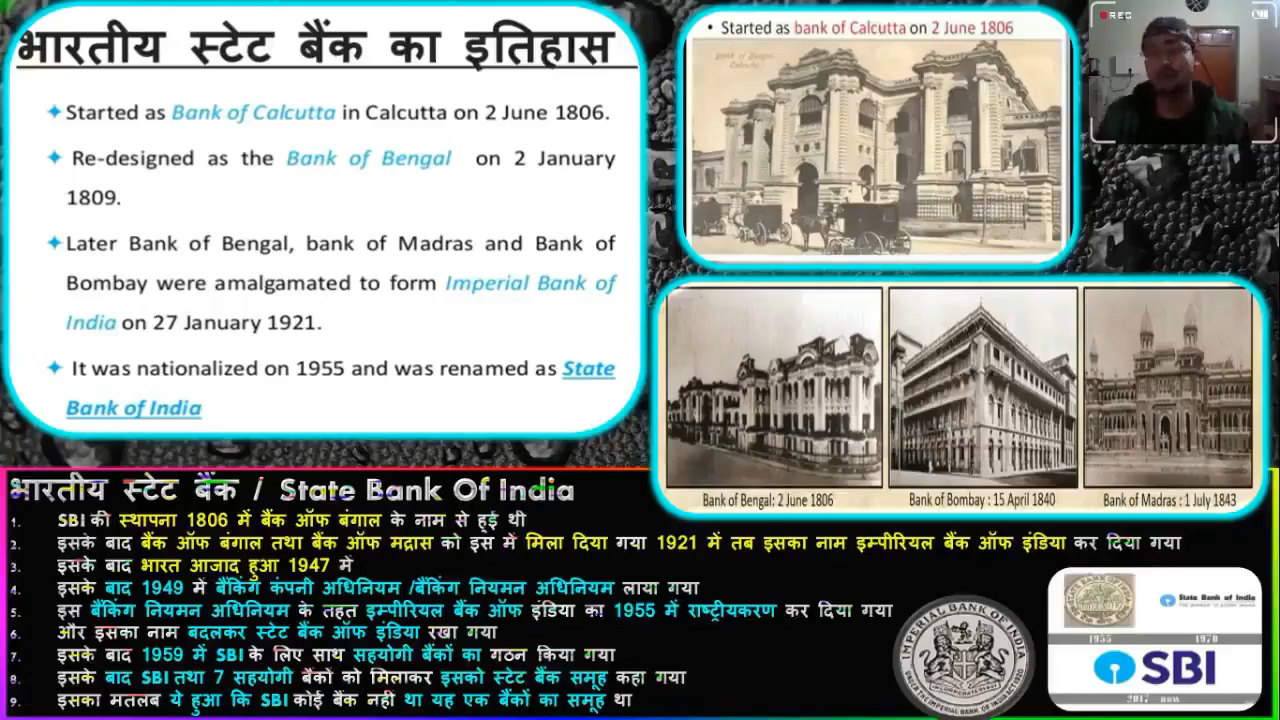 भारतीय स्टेट बैंक का इतिहास
Started as Bank of Calcutta in Calcutta on 2 June 1806.
Re-designed as the Bank of Bengal on 2 January
1809.
Later Bank of Bengal, bank of Madras and Bank of
Bombay were amalgamated to form Imperial Bank of
India on 27 January 1921.
It was nationalized on 1955 and was renamed as State
Bank of India
• Started as bank of Calcutta on 2 June 1806
Bank of Bengal
Calcutta.
REC
Bank of Bengal: 2 June 1806
Bank of Bombay : 15 April 1840
Bank of Madras : 1 July 1843
भारतीय स्टेट बैंक / State Bank Of India
1. SBI की स्थापना 1806 में बैंक ऑफ बंगाल के नाम से हुई थी
2. इसके बाद बैंक ऑफ बंगाल तथा बैंक ऑफ मद्रास को इस में मिला दिया गया 1921 में तब इसका नाम इम्पीरियल बैंक ऑफ इंडिया कर दिया गया
3. इसके बाद भारत आजाद हुआ 1947 में
4. इसके बाद 1949 में बैंकिंग कंपनी अधिनियम /बैंकिंग नियमन अधिनियम लाया गया
5. इस बैंकिंग नियमन अधिनियम के तहत इम्पीरियल बैंक ऑफ इंडिया का 1955 में राष्ट्रीयकरण कर दिया गया
6. और इसका नाम बदलकर स्टेट बैंक ऑफ इंडिया रखा गया
7. इसके बाद 1959 में SBI के लिए साथ सहयोगी बैंकों का गठन किया गया
8. इसके बाद SBI तथा 7 सहयोगी बैंकों को मिलाकर इसको स्टेट बैंक समूह कहा गया
9. इसका मतलब ये हुआ कि SBI कोई बैंक नहीं था यह एक बैंकों का समूह था
IMPERIAL BANK OF INDIA
State Bank of India
1955
1970
SBI
2017 now